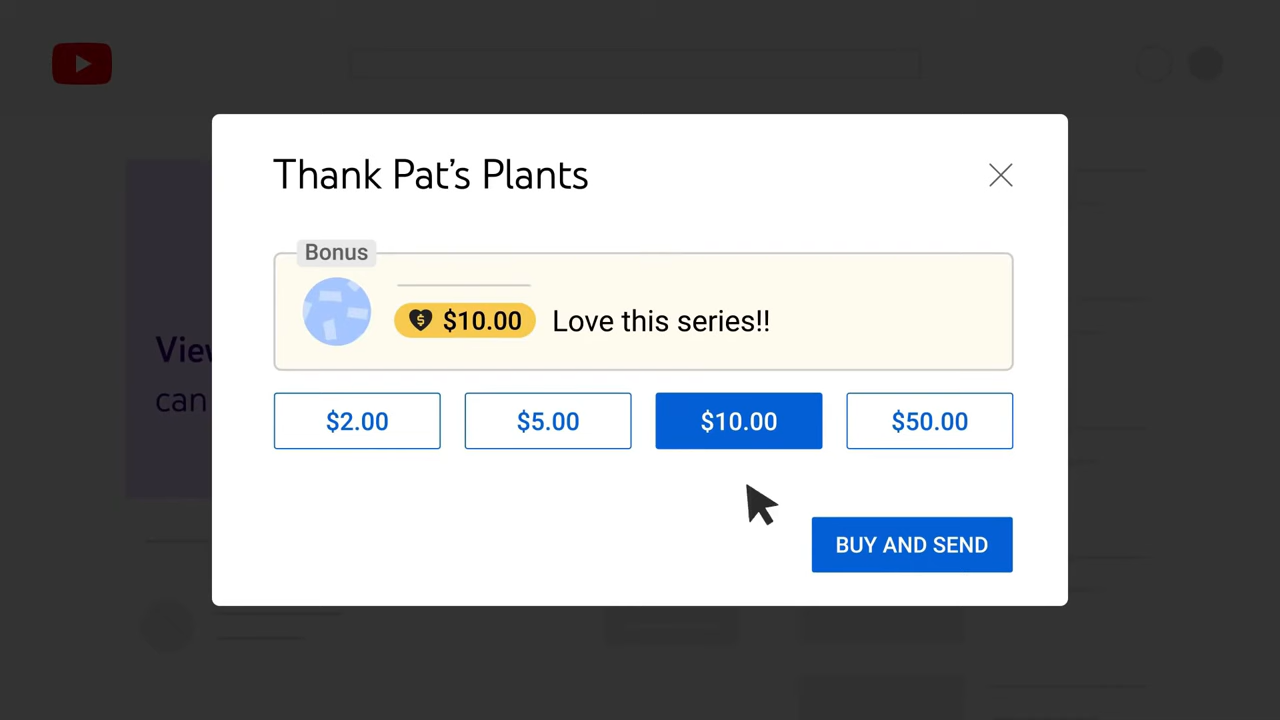 Thank Pat's Plants
Bonus
$10.00 Love this series!!
$2.00 $5.00 $10.00 $50.00
BUY AND SEND
can